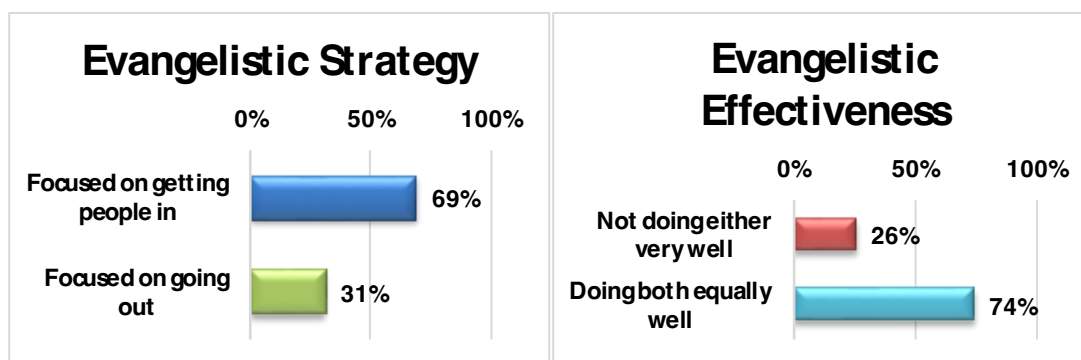 Evangelistic Strategy
0% 50% 100%
Focused on getting
people in
69%
Focused on going
out
31%
Evangelistic
Effectiveness
0% 50% 100%
Not doing either
very well
26%
Doing both equally
well
74%